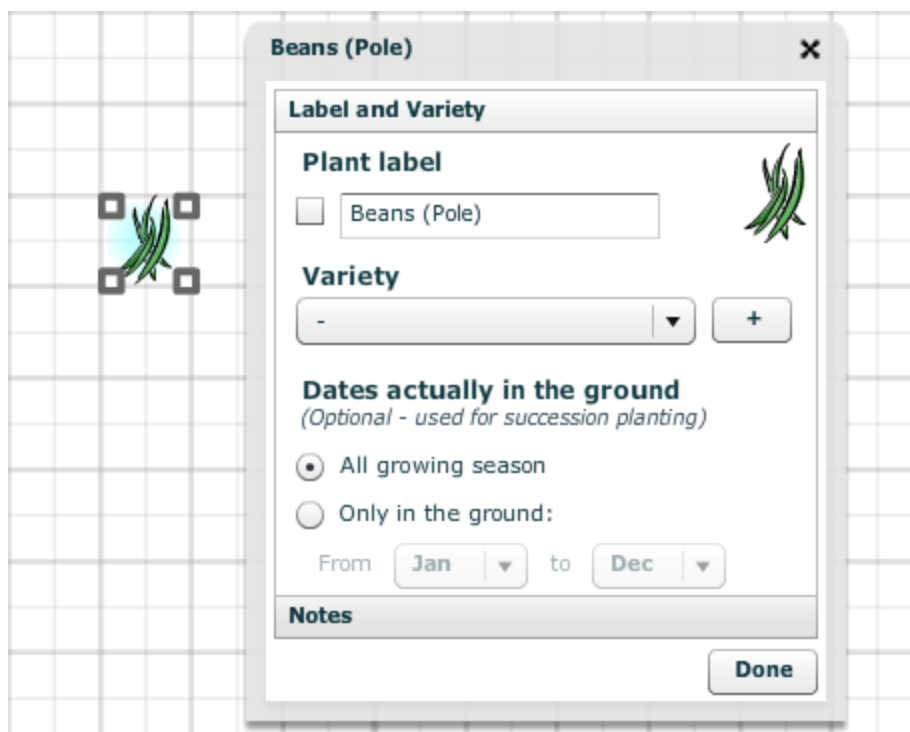 Beans (Pole)
Label and Variety
Plant label
Beans (Pole)
Variety
-
+
Dates actually in the ground
(Optional - used for succession planting)
All growing season
Only in the ground:
From Jan to Dec
Notes
Done